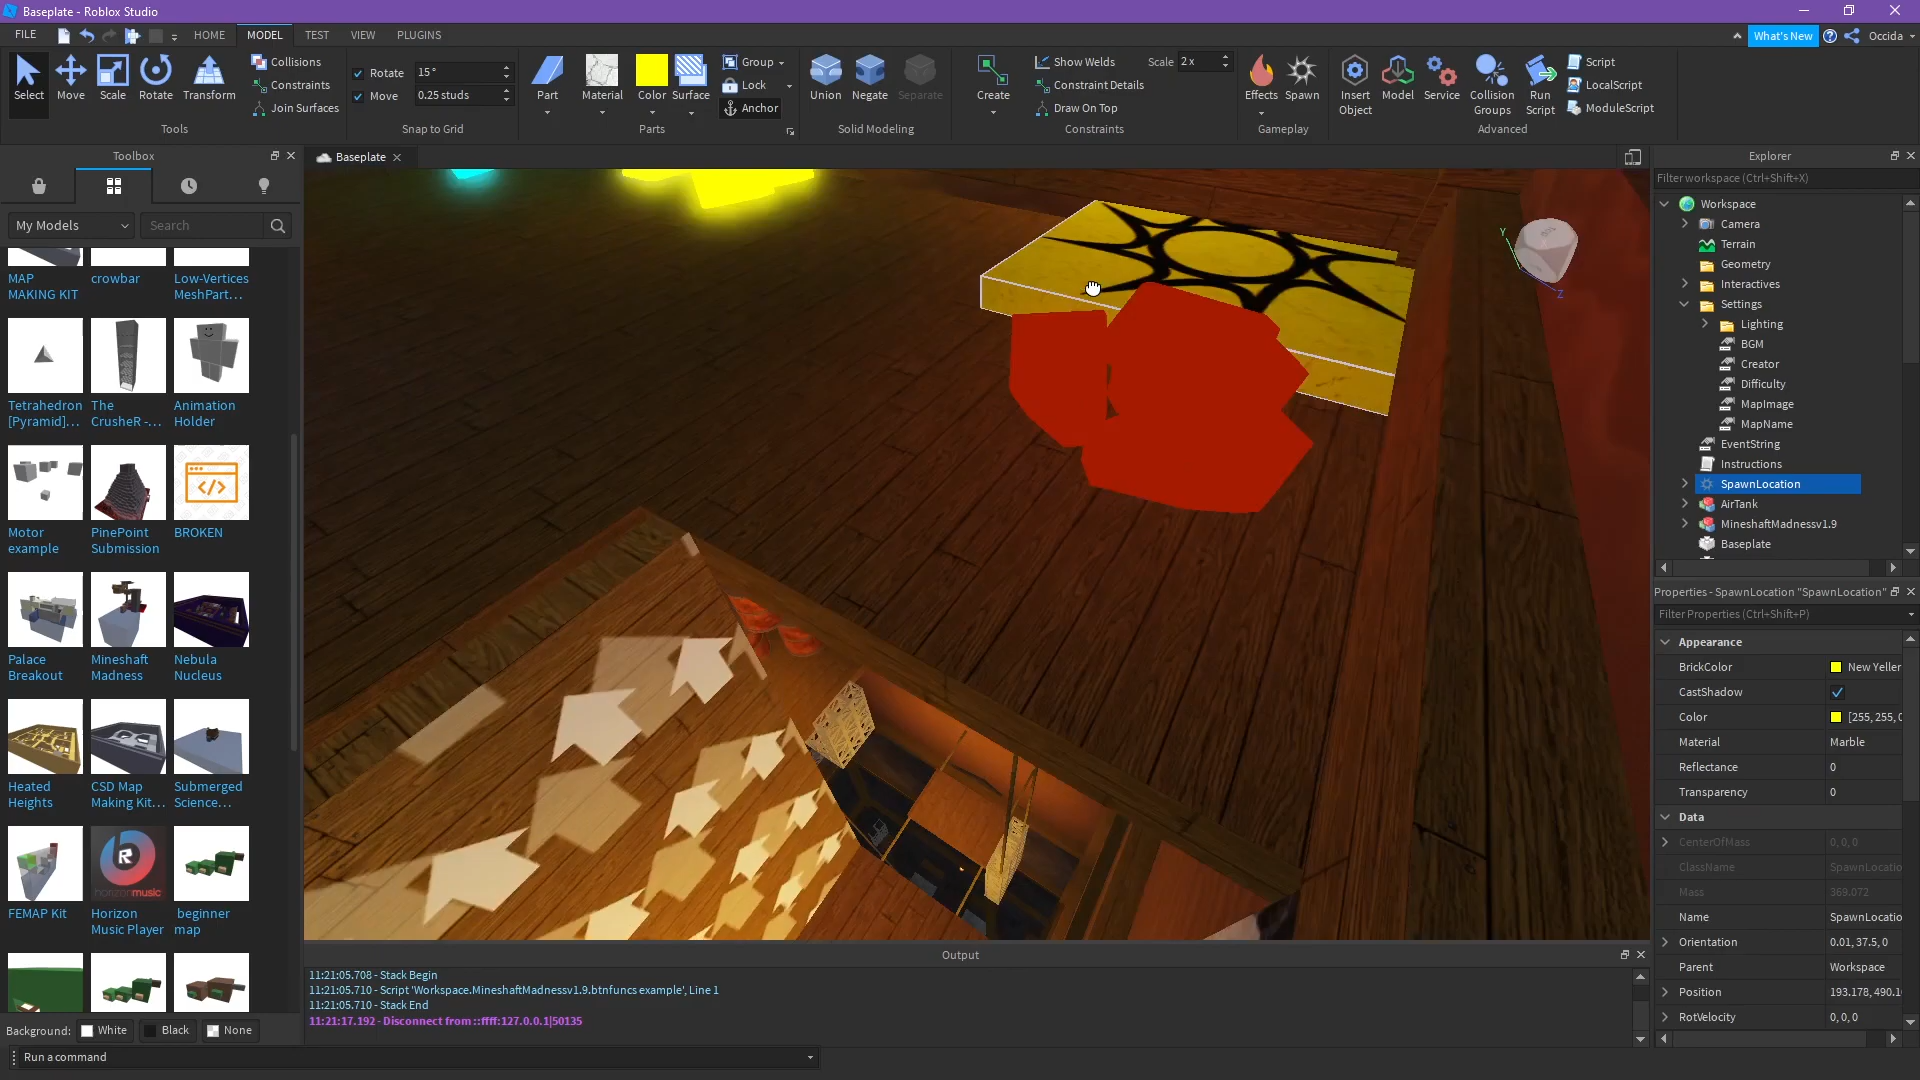 Baseplate - Roblox Studio
FILE
HOME
MODEL
TEST
VIEW
PLUGINS
What's New
Occida
Select
Move
Scale
Rotate
Transform
Collisions
Constraints
Join Surfaces
Tools
Rotate
15 °
Move
0.25 studs
Snap to Grid
Part
Material
Color
Surface
Group
Lock
Anchor
Parts
Union
Negate
Separate
Solid Modeling
Create
Show Welds
Constraint Details
Draw On Top
Scale
2 x
Constraints
Effects
Spawn
Gameplay
Insert
Object
Model
Service
Collision
Groups
Run
Script
Script
LocalScript
ModuleScript
Advanced
Toolbox
My Models
Search
MAP
MAKING KIT
crowbar
Low-Vertices
MeshPart...
Tetrahedron
[Pyramid]...
The
CrusheR -...
Animation
Holder
Motor
example
PinePoint
Submission
BROKEN
Palace
Breakout
Mineshaft
Madness
Nebula
Nucleus
Heated
Heights
CSD Map
Making Kit...
Submerged
Science...
FEMAP Kit
horizonmusic
Horizon
Music Player
beginner
map
Background:
White
Black
None
Run a command
Baseplate
Y
Z
Output
11:21:05.708 - Stack Begin
11:21:05.710 - Script 'Workspace.MineshaftMadnessv1.9.btnfuncs example', Line 1
11:21:05.710 - Stack End
11:21:17.192 - Disconnect from ::ffff:127.0.0.1|50135
Explorer
Filter workspace (Ctrl+Shift+X)
Workspace
Camera
Terrain
Geometry
Interactives
Settings
Lighting
BGM
Creator
Difficulty
MapImage
MapName
EventString
Instructions
SpawnLocation
AirTank
MineshaftMadnessv1.9
Baseplate
Properties - SpawnLocation "SpawnLocation"
Filter Properties (Ctrl+Shift+P)
Appearance
BrickColor
New Yeller
CastShadow
Color
[255, 255, 0
Material
Marble
Reflectance
0
Transparency
0
Data
CenterOfMass
0, 0, 0
ClassName
SpawnLocatio
Mass
369.072
Name
SpawnLocatio
Orientation
0.01, 37.5, 0
Parent
Workspace
Position
193.178, 490.1
RotVelocity
0, 0, 0